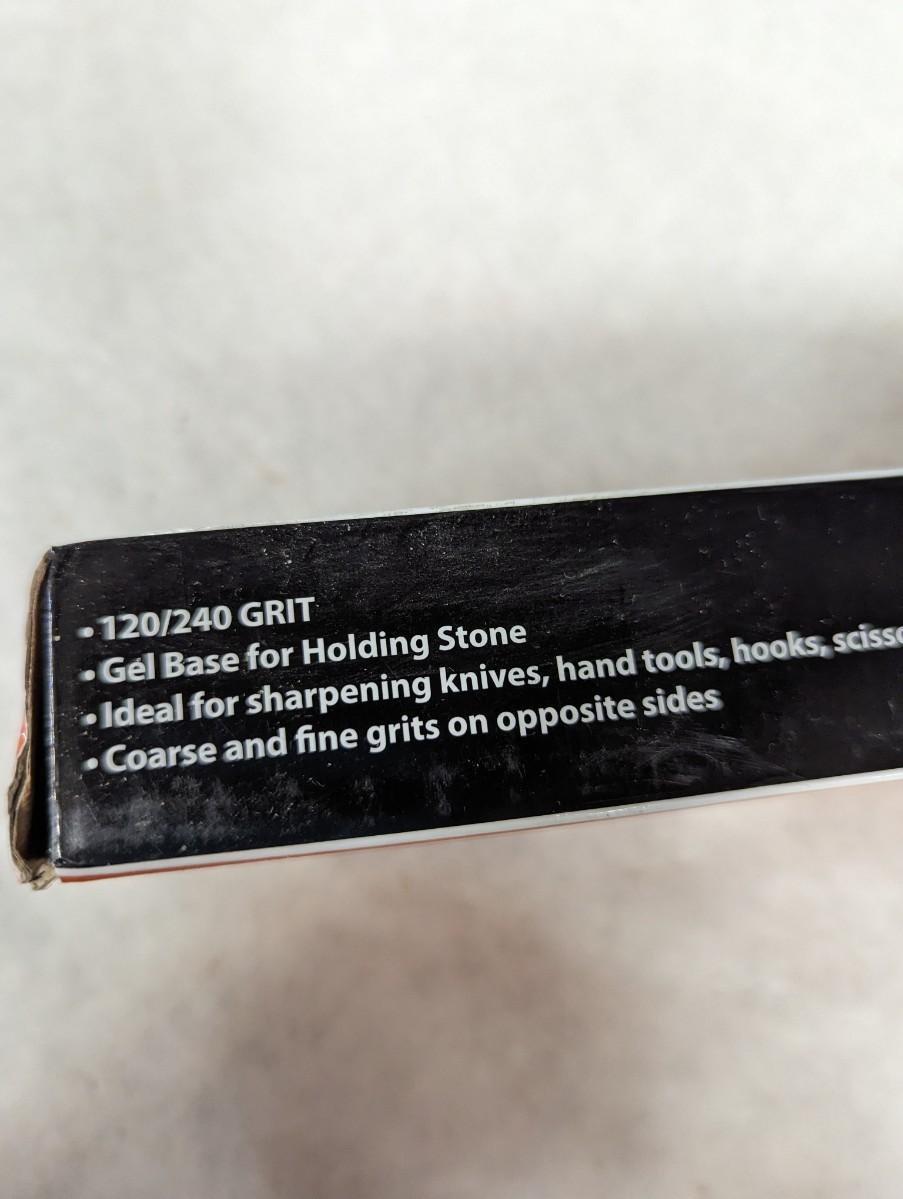 • 120/240 GRIT
• Gel Base for Holding Stone
• Ideal for sharpening knives, hand tools, hooks,
• Coarse and fine grits on opposite sides